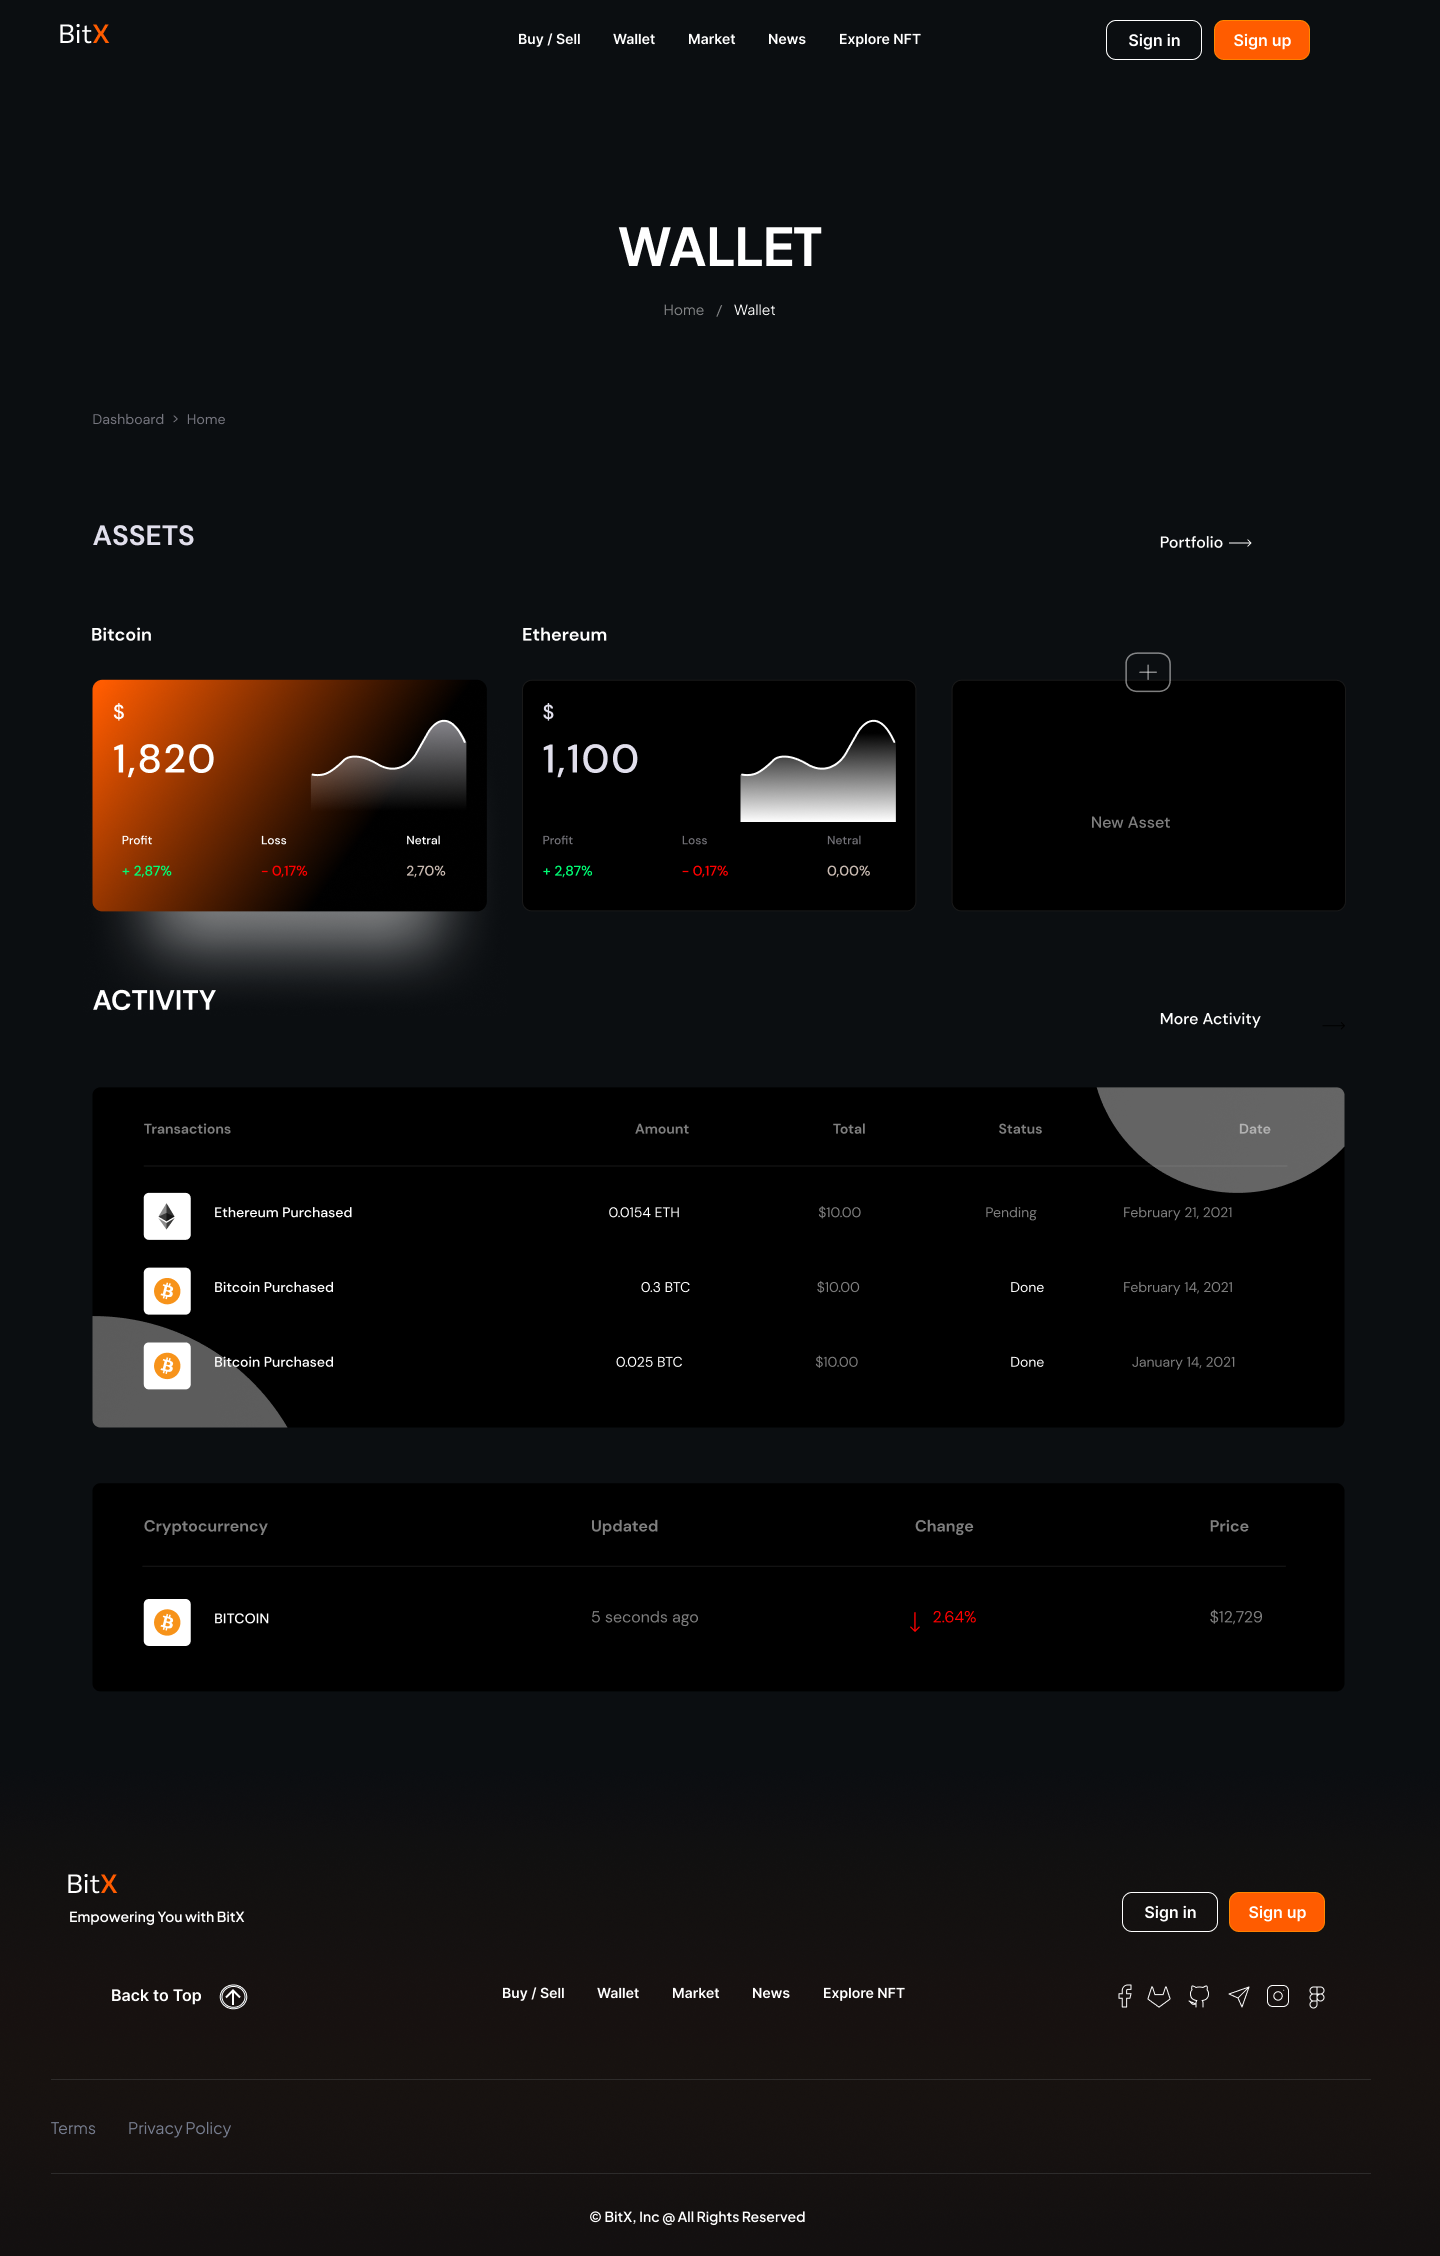 BitX
Buy / Sell Wallet Market News Explore NFT
Sign in Sign up
WALLET
Home / Wallet
Dashboard > Home
ASSETS
Portfolio
Bitcoin
$
1,820
Profit Loss Netral
+ 2,87% - 0,17% 2,70%
Ethereum
$
1,100
Profit Loss Netral
+ 2,87% - 0,17% 0,00%
New Asset
ACTIVITY
More Activity
Transactions Amount Total Status Date
Ethereum Purchased 0.0154 ETH $10.00 Pending February 21, 2021
Bitcoin Purchased 0.3 BTC $10.00 Done February 14, 2021
Bitcoin Purchased 0.025 BTC $10.00 Done January 14, 2021
Cryptocurrency Updated Change Price
BITCOIN 5 seconds ago 2.64% $12,729
BitX
Empowering You with BitX
Sign in Sign up
Back to Top
Buy / Sell Wallet Market News Explore NFT
Terms Privacy Policy
© BitX, Inc @ All Rights Reserved